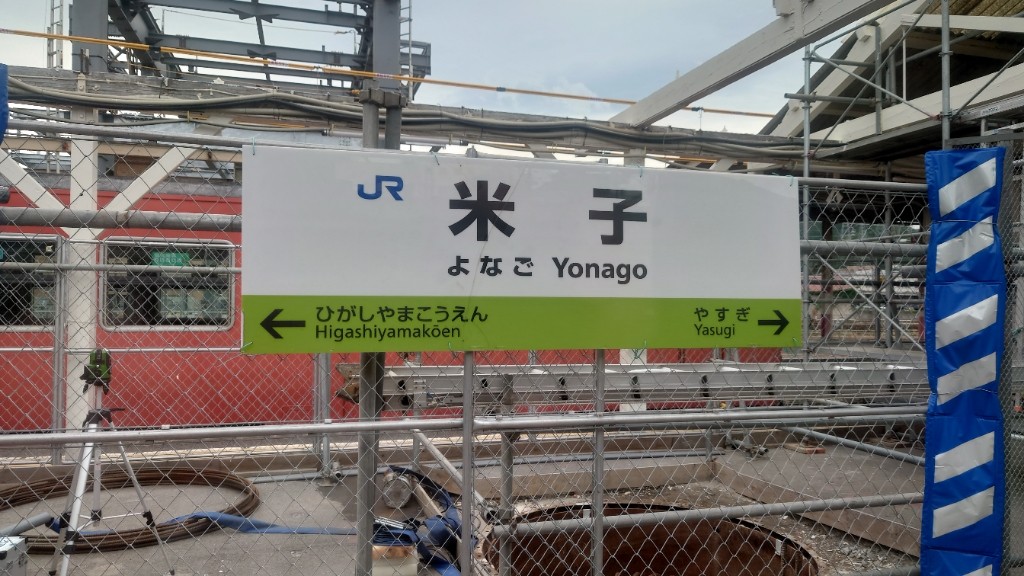 JR 米子
よなご Yonago
← ひがしやまこうえん
Higashiyamakōen
やすぎ →
Yasugi